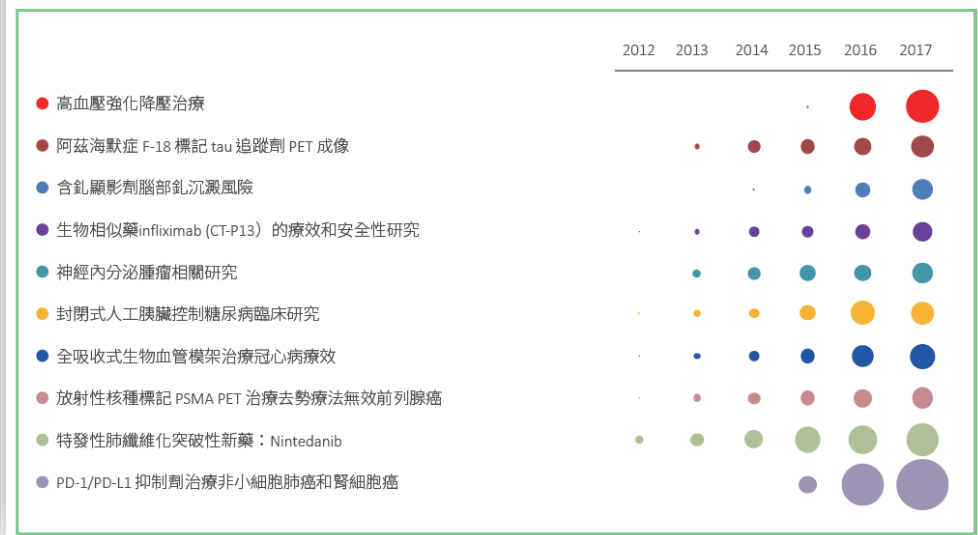 2012 2013 2014 2015 2016 2017
高血壓強化降壓治療
阿茲海默症 F-18 標記 tau 追蹤劑 PET 成像
含釓顯影劑腦部釓沉澱風險
生物相似藥infliximab (CT-P13）的療效和安全性研究
神經內分泌腫瘤相關研究
封閉式人工胰臟控制糖尿病臨床研究
全吸收式生物血管模架治療冠心病療效
放射性核種標記 PSMA PET 治療去勢療法無效前列腺癌
特發性肺纖維化突破性新藥：Nintedanib
PD-1/PD-L1 抑制劑治療非小細胞肺癌和腎細胞癌